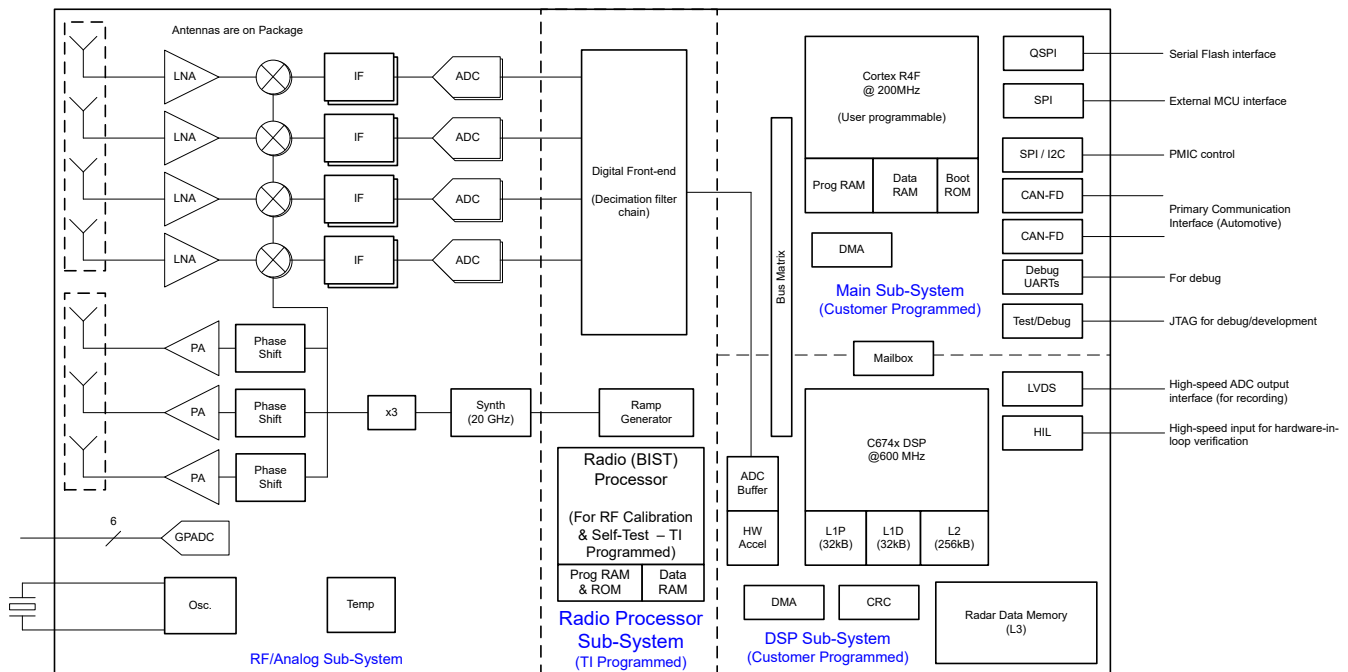 Antennas are on Package
LNA
IF
ADC
LNA
IF
ADC
LNA
IF
ADC
LNA
IF
ADC
Digital Front-end
(Decimation filter
chain)
PA
Phase
Shift
PA
Phase
Shift
PA
Phase
Shift
x3
Synth
(20 GHz)
Ramp
Generator
6
GPADC
Osc.
Temp
RF/Analog Sub-System
Radio (BIST)
Processor
(For RF Calibration
& Self-Test – TI
Programmed)
Prog RAM
& ROM
Data
RAM
Radio Processor
Sub-System
(TI Programmed)
Bus Matrix
Cortex R4F
@ 200MHz
(User programmable)
Prog RAM
Data
RAM
Boot
ROM
DMA
Main Sub-System
(Customer Programmed)
Mailbox
QSPI
Serial Flash interface
SPI
External MCU interface
SPI / I2C
PMIC control
CAN-FD
CAN-FD
Primary Communication
Interface (Automotive)
Debug
UARTs
For debug
Test/Debug
JTAG for debug/development
LVDS
High-speed ADC output
interface (for recording)
HIL
High-speed input for hardware-in-
loop verification
ADC
Buffer
HW
Accel
C674x DSP
@600 MHz
L1P
(32kB)
L1D
(32kB)
L2
(256kB)
DMA
CRC
Radar Data Memory
(L3)
DSP Sub-System
(Customer Programmed)